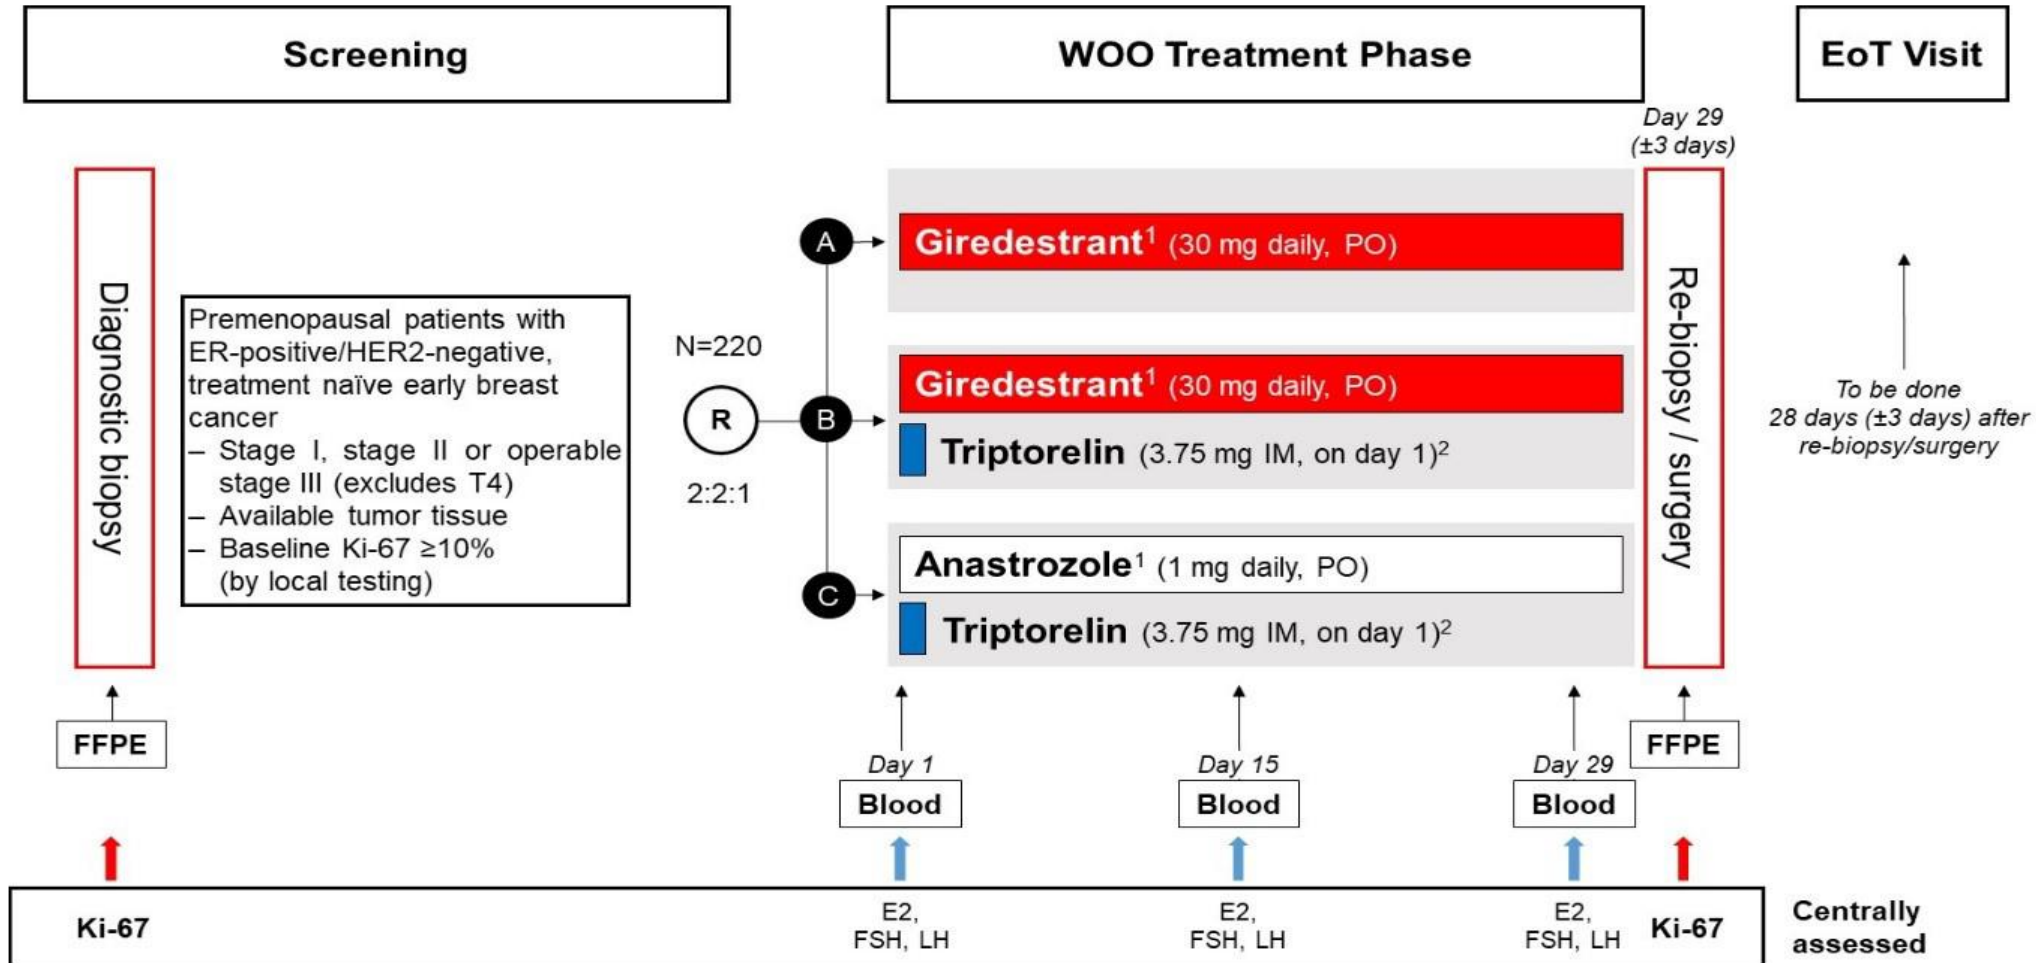 Screening
WOO Treatment Phase
EoT Visit
Day 29
(±3 days)
Diagnostic biopsy
Premenopausal patients with
ER-positive/HER2-negative,
treatment naïve early breast
cancer
– Stage I, stage II or operable
stage III (excludes T4)
– Available tumor tissue
– Baseline Ki-67 ≥10%
(by local testing)
N=220
R
2:2:1
A
Giredestrant¹ (30 mg daily, PO)
B
Giredestrant¹ (30 mg daily, PO)
Triptorelin (3.75 mg IM, on day 1)²
C
Anastrozole¹ (1 mg daily, PO)
Triptorelin (3.75 mg IM, on day 1)²
Re-biopsy / surgery
To be done
28 days (±3 days) after
re-biopsy/surgery
FFPE
Day 1
Blood
Day 15
Blood
Day 29
Blood
FFPE
Ki-67
E2,
FSH, LH
E2,
FSH, LH
E2,
FSH, LH
Ki-67
Centrally
assessed